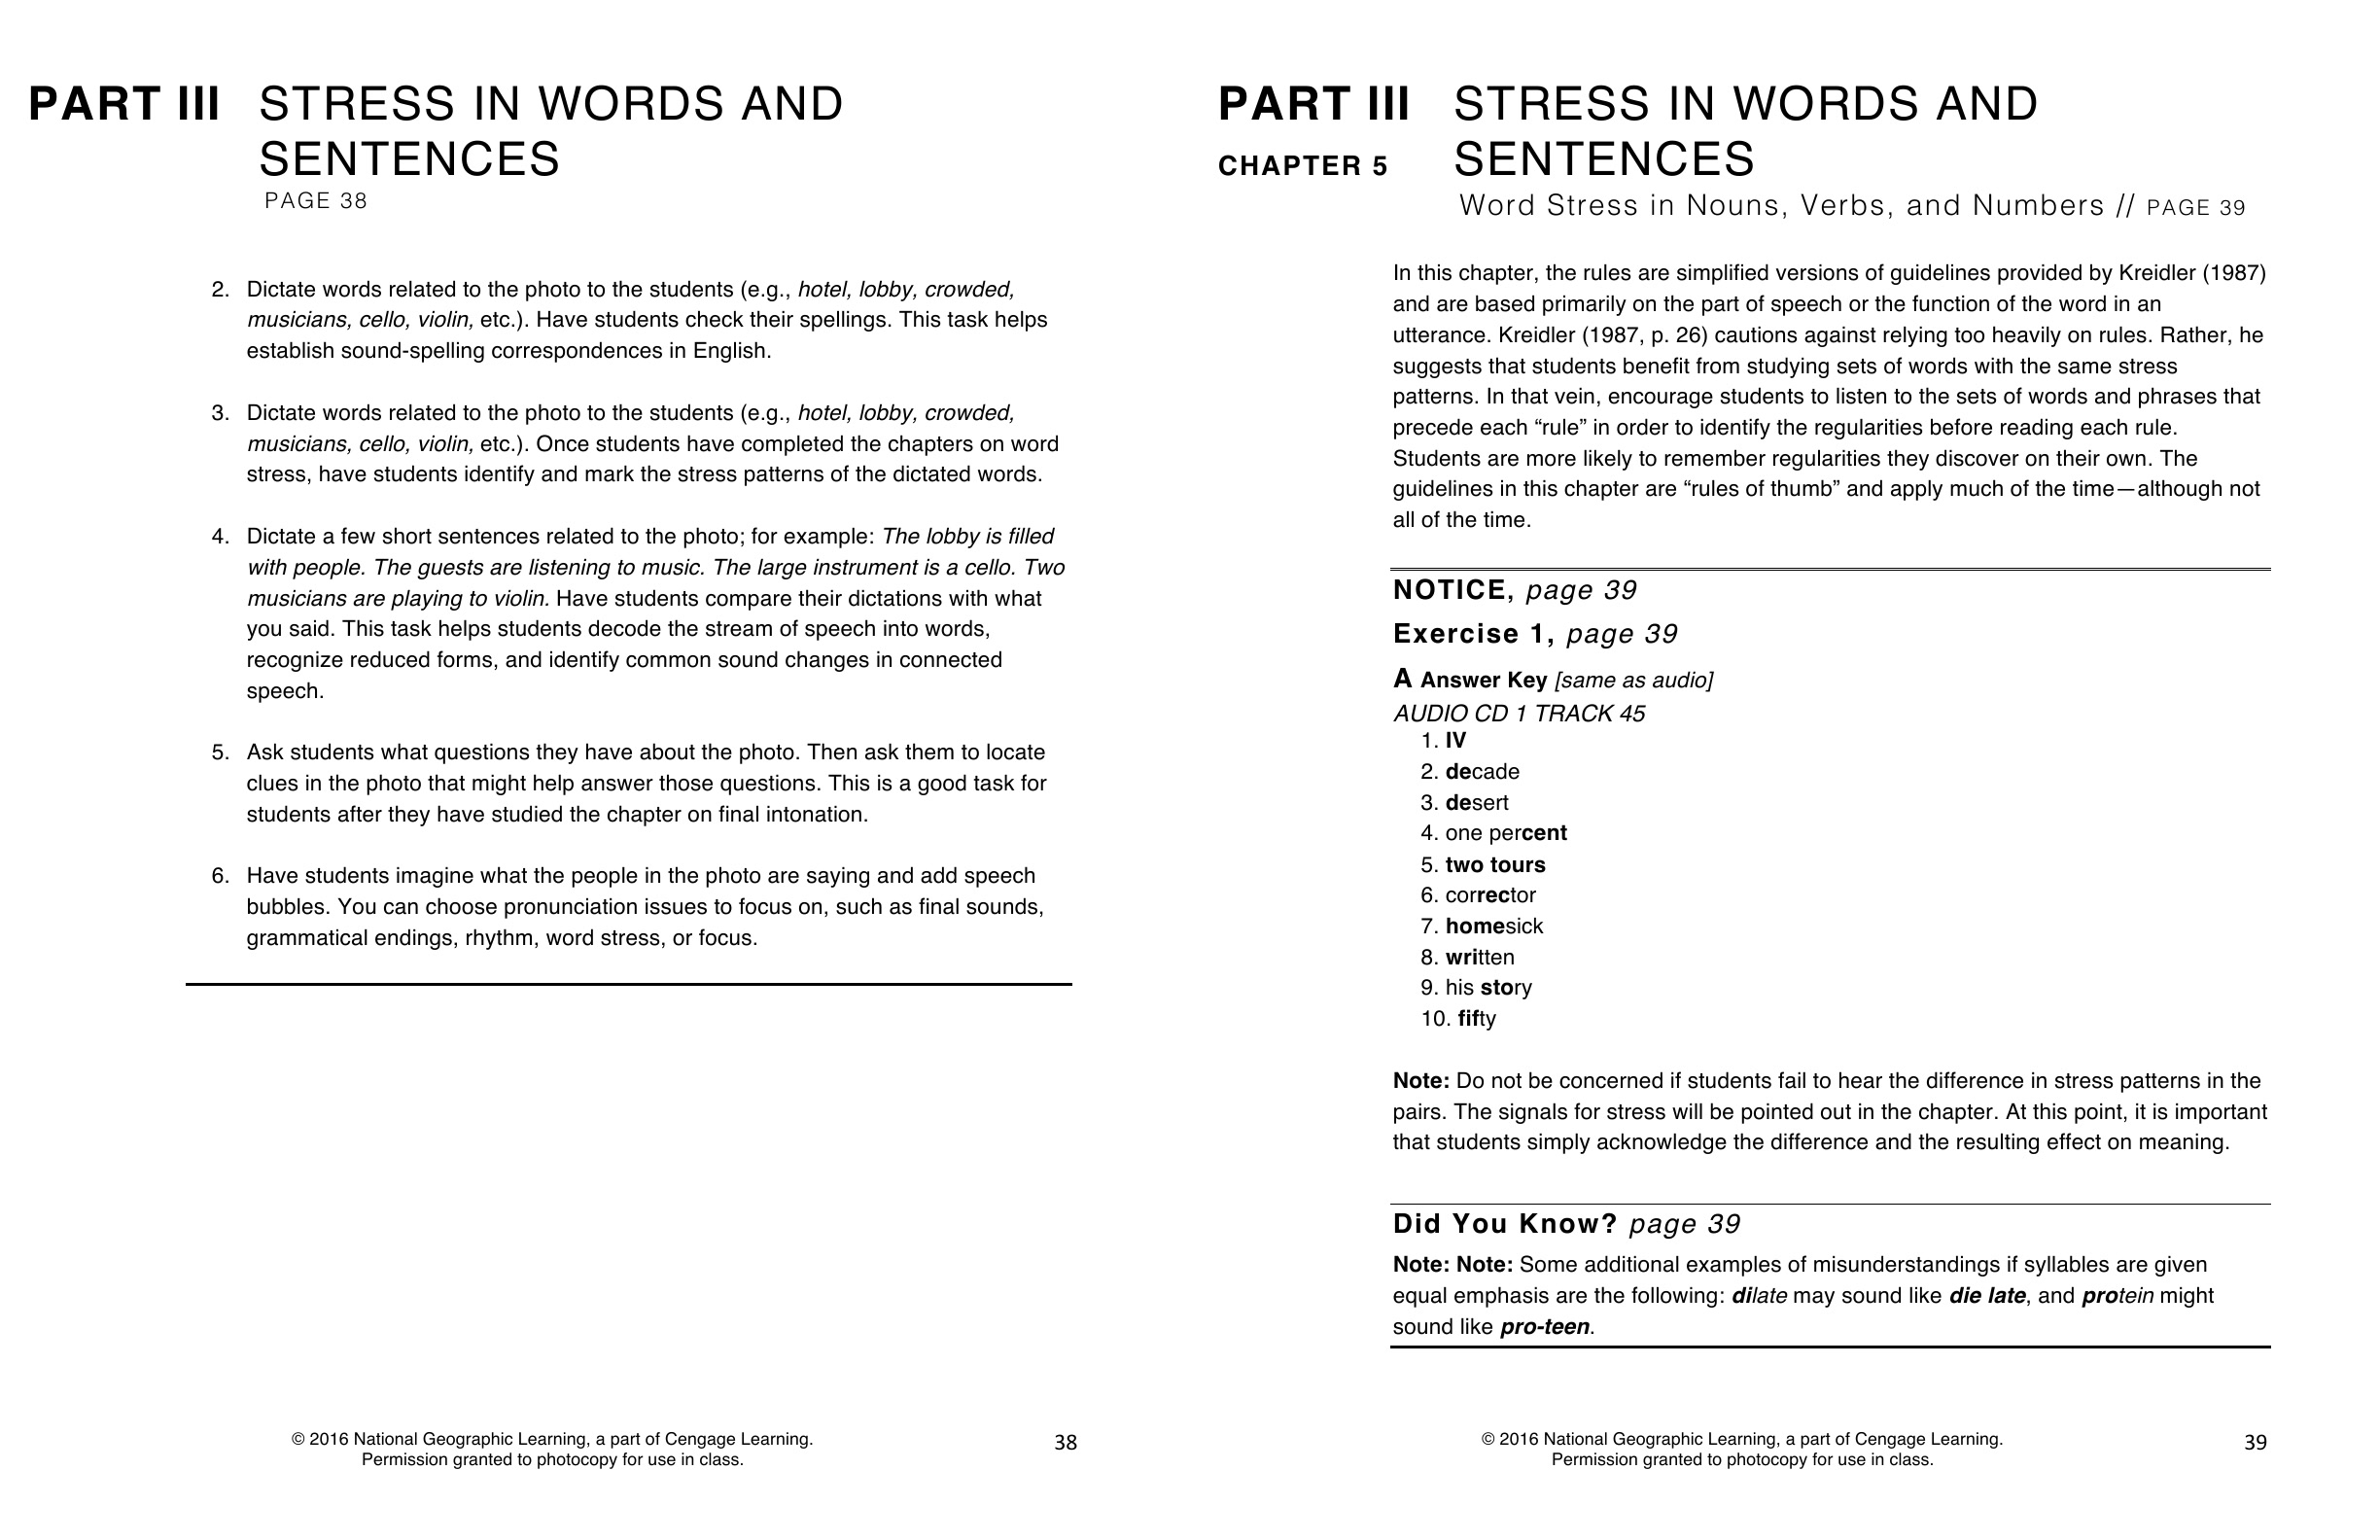 PART III STRESS IN WORDS AND
SENTENCES
PAGE 38
2. Dictate words related to the photo to the students (e.g., hotel, lobby, crowded,
musicians, cello, violin, etc.). Have students check their spellings. This task helps
establish sound-spelling correspondences in English.
3. Dictate words related to the photo to the students (e.g., hotel, lobby, crowded,
musicians, cello, violin, etc.). Once students have completed the chapters on word
stress, have students identify and mark the stress patterns of the dictated words.
4. Dictate a few short sentences related to the photo; for example: The lobby is filled
with people. The guests are listening to music. The large instrument is a cello. Two
musicians are playing to violin. Have students compare their dictations with what
you said. This task helps students decode the stream of speech into words,
recognize reduced forms, and identify common sound changes in connected
speech.
5. Ask students what questions they have about the photo. Then ask them to locate
clues in the photo that might help answer those questions. This is a good task for
students after they have studied the chapter on final intonation.
6. Have students imagine what the people in the photo are saying and add speech
bubbles. You can choose pronunciation issues to focus on, such as final sounds,
grammatical endings, rhythm, word stress, or focus.
© 2016 National Geographic Learning, a part of Cengage Learning.
Permission granted to photocopy for use in class.
38
PART III STRESS IN WORDS AND
CHAPTER 5 SENTENCES
Word Stress in Nouns, Verbs, and Numbers // PAGE 39
In this chapter, the rules are simplified versions of guidelines provided by Kreidler (1987)
and are based primarily on the part of speech or the function of the word in an
utterance. Kreidler (1987, p. 26) cautions against relying too heavily on rules. Rather, he
suggests that students benefit from studying sets of words with the same stress
patterns. In that vein, encourage students to listen to the sets of words and phrases that
precede each “rule” in order to identify the regularities before reading each rule.
Students are more likely to remember regularities they discover on their own. The
guidelines in this chapter are “rules of thumb” and apply much of the time—although not
all of the time.
NOTICE, page 39
Exercise 1, page 39
A Answer Key [same as audio]
AUDIO CD 1 TRACK 45
1. IV
2. decade
3. desert
4. one percent
5. two tours
6. corrector
7. homesick
8. written
9. his story
10. fifty
Note: Do not be concerned if students fail to hear the difference in stress patterns in the
pairs. The signals for stress will be pointed out in the chapter. At this point, it is important
that students simply acknowledge the difference and the resulting effect on meaning.
Did You Know? page 39
Note: Note: Some additional examples of misunderstandings if syllables are given
equal emphasis are the following: dilate may sound like die late, and protein might
sound like pro-teen.
© 2016 National Geographic Learning, a part of Cengage Learning.
Permission granted to photocopy for use in class.
39